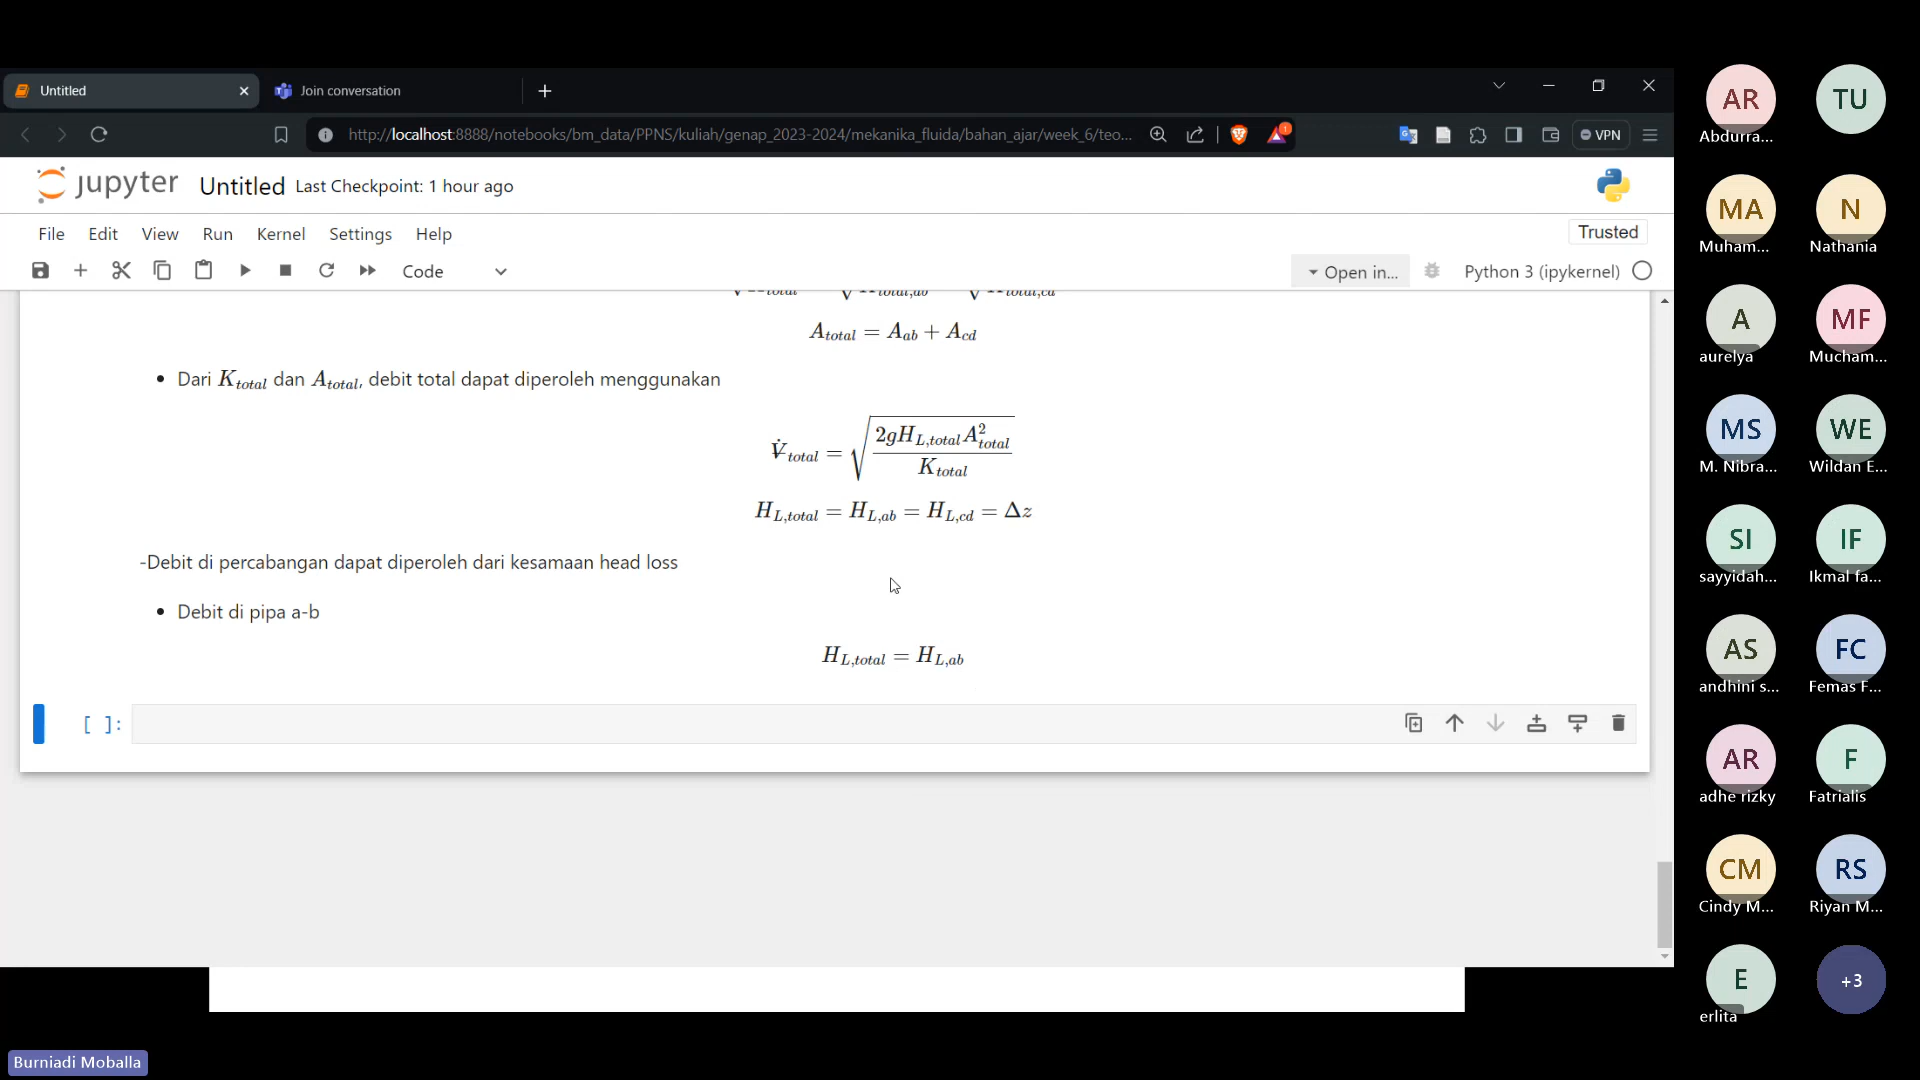 Untitled
Join conversation
http://localhost:8888/notebooks/bm_data/PPNS/kuliah/genap_2023-2024/mekanika_fluida/bahan_ajar/week_6/teo...
1
VPN
jupyter Untitled Last Checkpoint: 1 hour ago
File Edit View Run Kernel Settings Help
Trusted
Code
Open in...
Python 3 (ipykernel)
A_total = A_ab + A_cd
• Dari K_total dan A_total, debit total dapat diperoleh menggunakan
V̇_total = √(2gH_L,total A²_total / K_total)
H_L,total = H_L,ab = H_L,cd = Δz
-Debit di percabangan dapat diperoleh dari kesamaan head loss
• Debit di pipa a-b
H_L,total = H_L,ab
[ ]:
AR
Abdurra...
TU
MA
Muham...
N
Nathania
A
aurelya
MF
Mucham...
MS
M. Nibra...
WE
Wildan E...
SI
sayyidah...
IF
Ikmal fa...
AS
andhini s...
FC
Femas F...
AR
adhe rizky
F
Fatrialis
CM
Cindy M...
RS
Riyan M...
E
erlita
+3
Burniadi Moballa